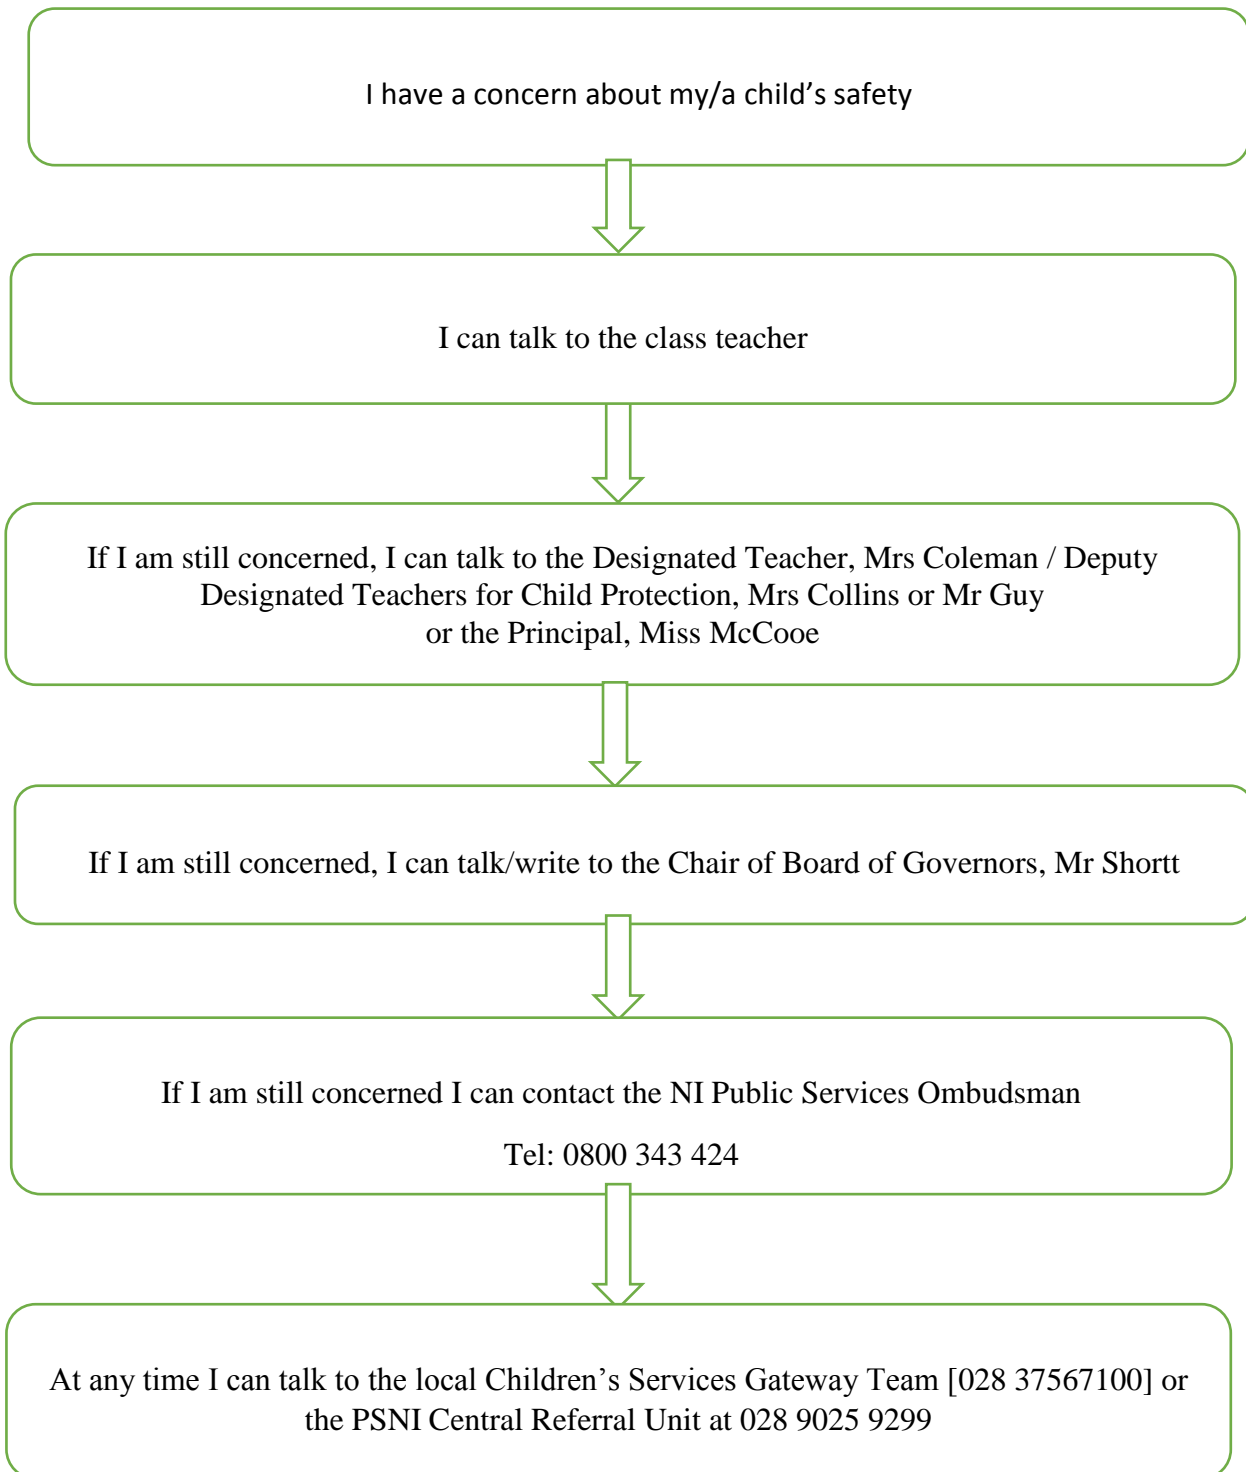 I have a concern about my/a child’s safety
I can talk to the class teacher
If I am still concerned, I can talk to the Designated Teacher, Mrs Coleman / Deputy
Designated Teachers for Child Protection, Mrs Collins or Mr Guy
or the Principal, Miss McCooe
If I am still concerned, I can talk/write to the Chair of Board of Governors, Mr Shortt
If I am still concerned I can contact the NI Public Services Ombudsman
Tel: 0800 343 424
At any time I can talk to the local Children’s Services Gateway Team [028 37567100] or
the PSNI Central Referral Unit at 028 9025 9299